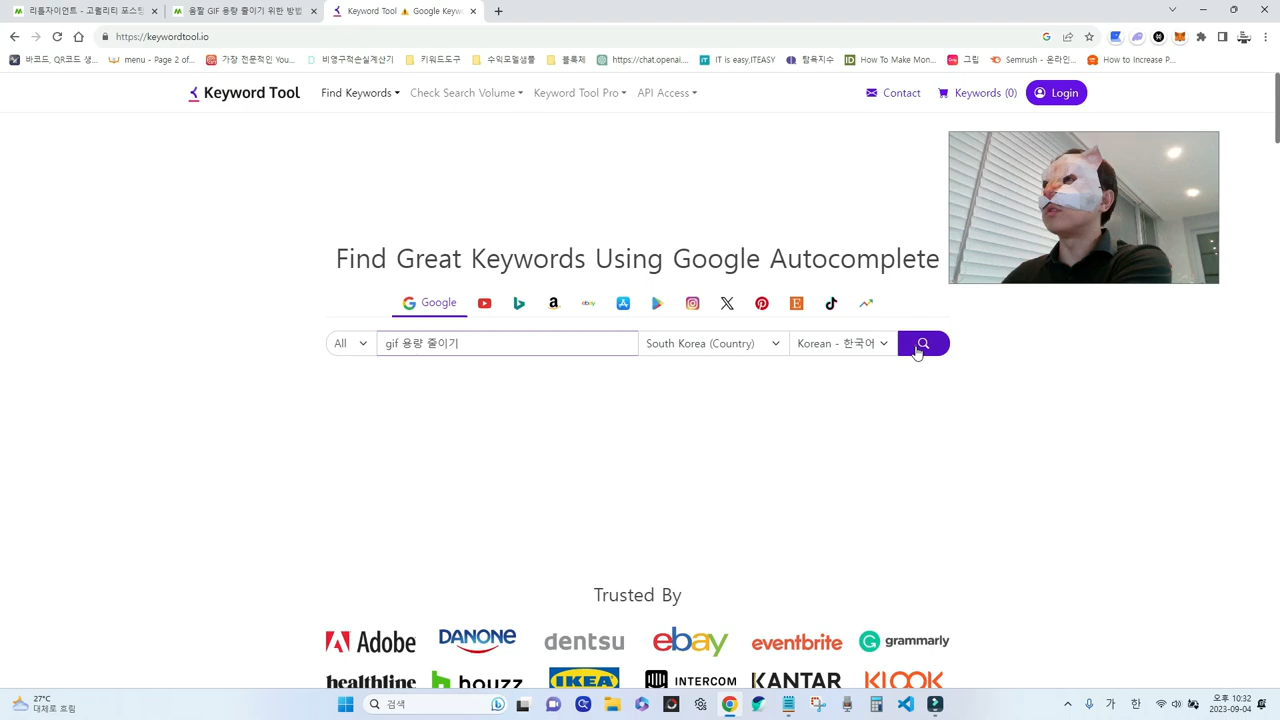 리플자이언트 - 고퀄리티 포스트
움짤 GIF 용량 줄이기 위한 방법
Keyword Tool ⚠ Google Keyw
https://keywordtool.io
바코드, QR코드 생...
menu - Page 2 of...
가장 전문적인 You...
비영구적손실계산기
키워드도구
수익모델샘플
블록체
https://chat.openai....
IT is easy,ITEASY
탐욕지수
How To Make Mon...
그립
Semrush - 온라인...
How to Increase P...
Keyword Tool
Find Keywords
Check Search Volume
Keyword Tool Pro
API Access
Contact
Keywords (0)
Login
Find Great Keywords Using Google Autocomplete
Google
All
gif 용량 줄이기
South Korea (Country)
Korean - 한국어
Trusted By
Adobe
DANONE
dentsu
ebay
eventbrite
grammarly
healthline
houzz
IKEA
INTERCOM
KANTAR
KLOOK
27°C
대체로 흐림
검색
가
한
오후 10:32
2023-09-04